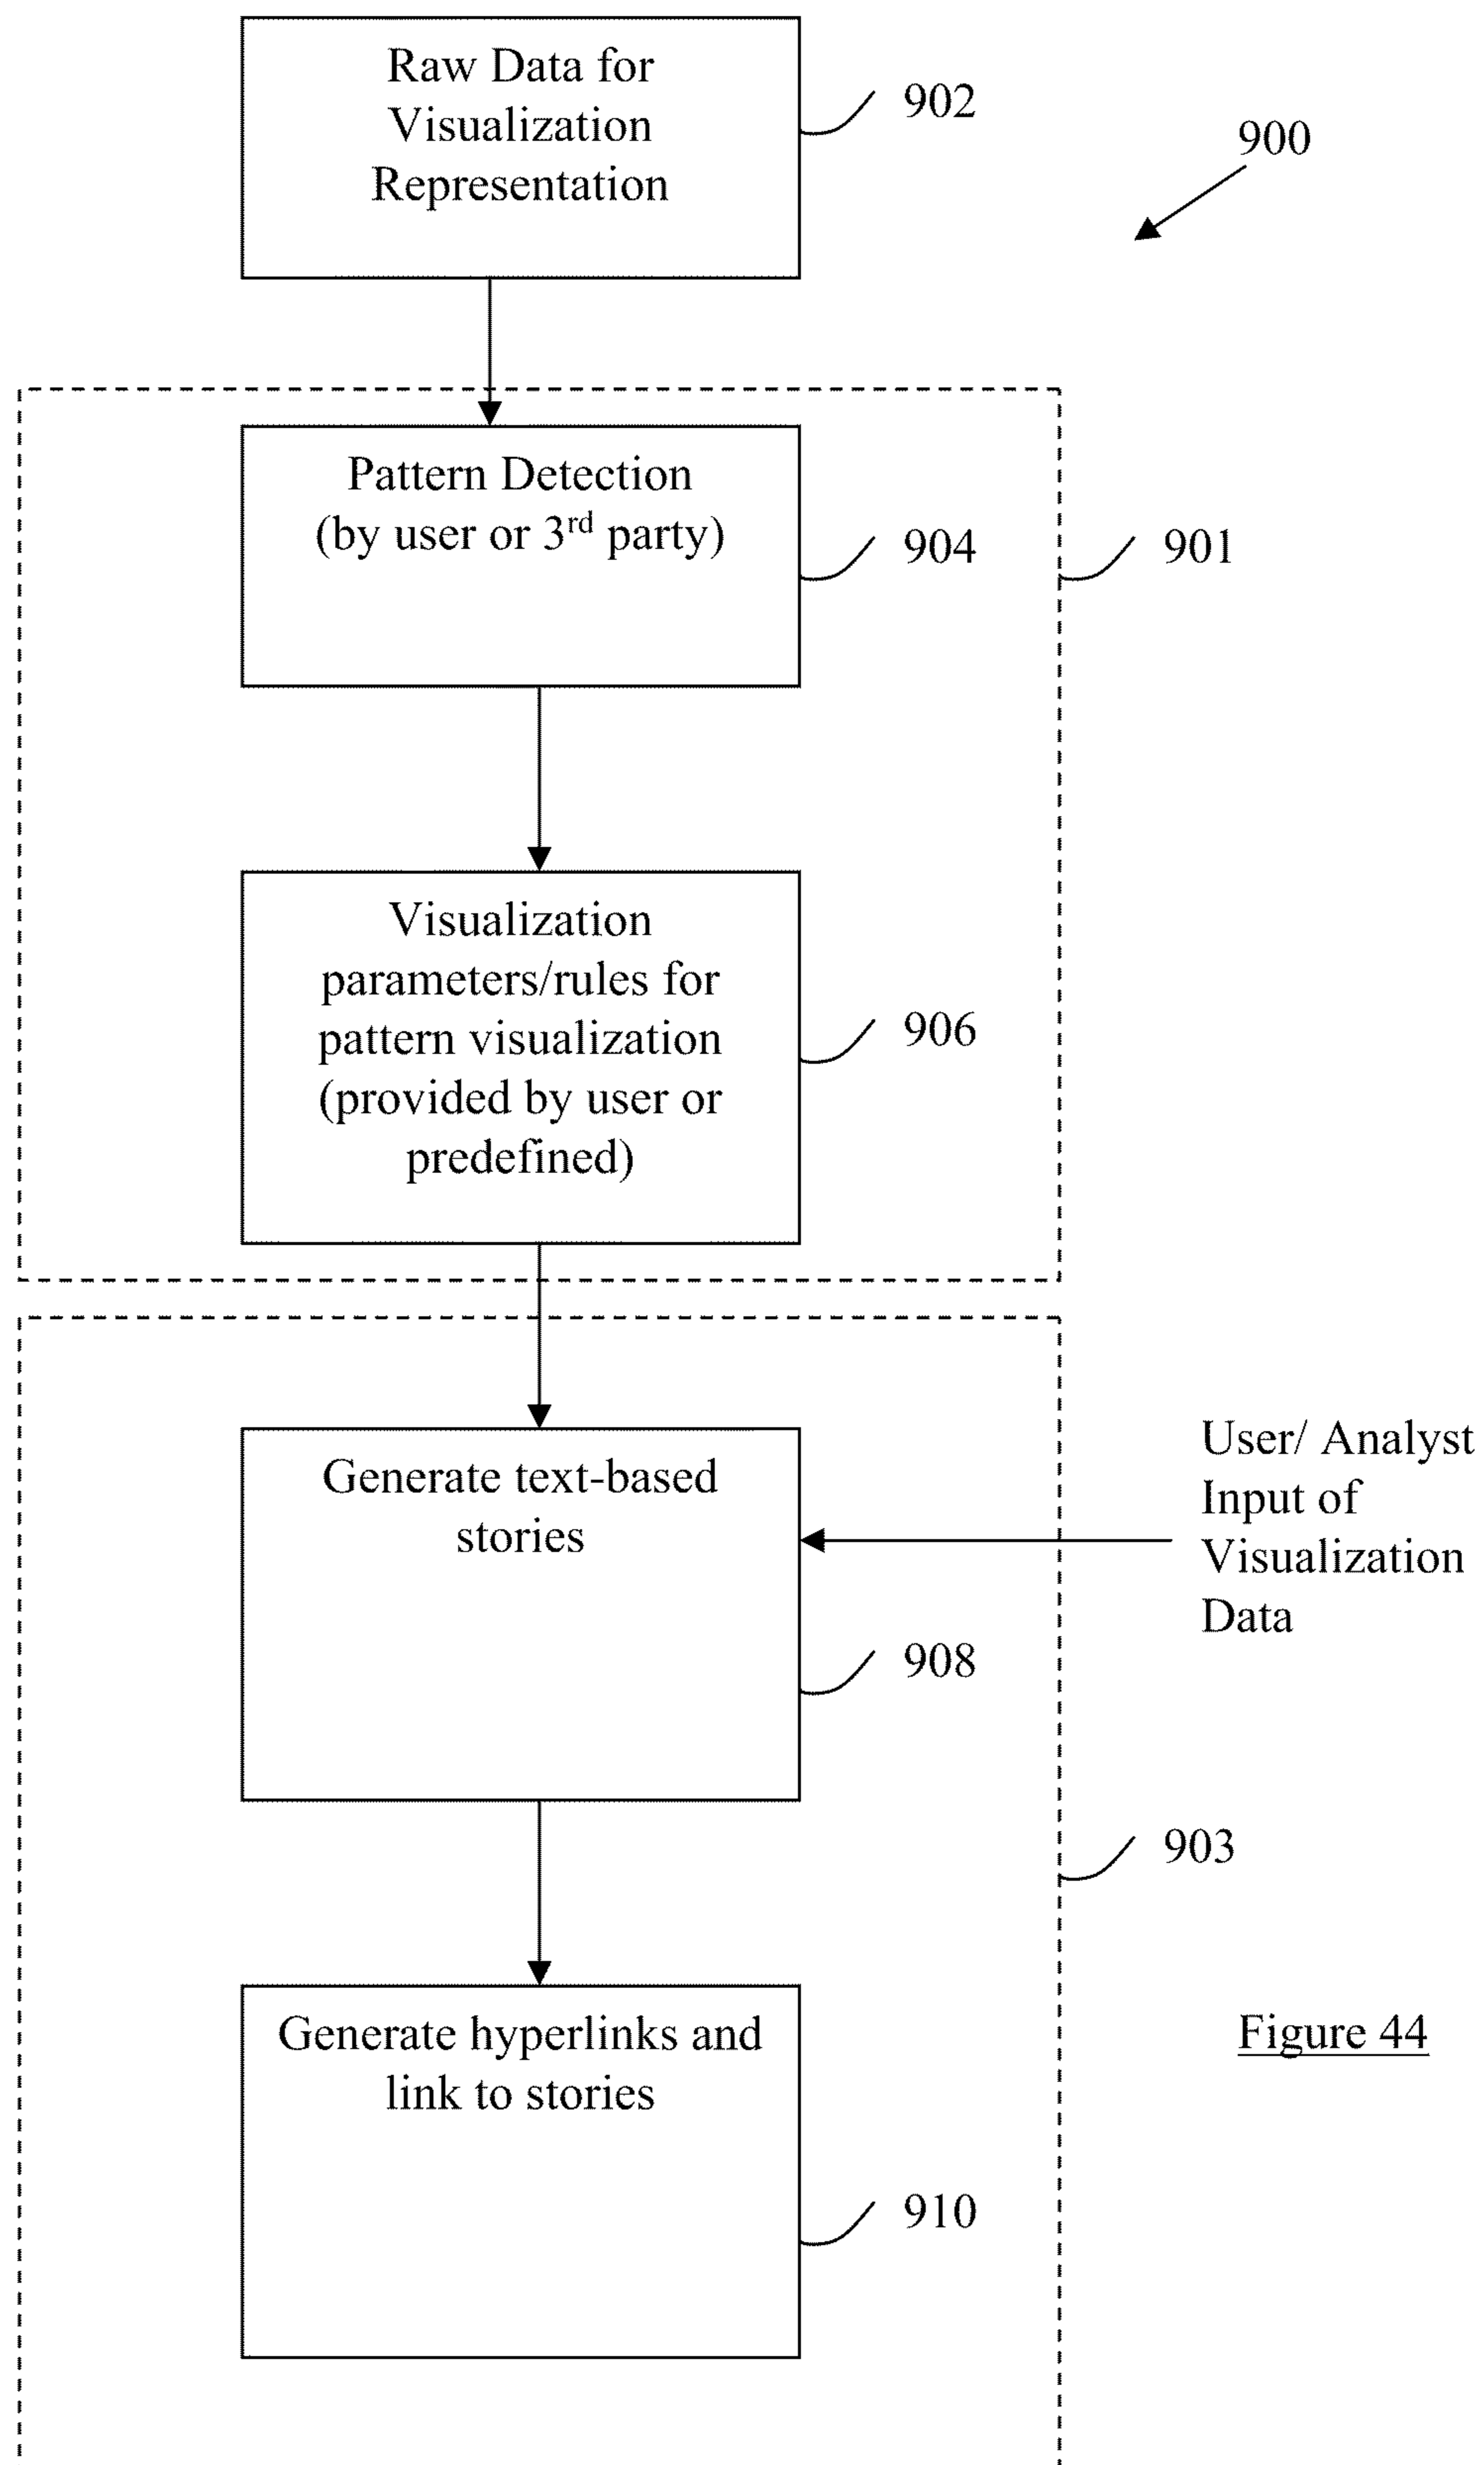 Raw Data for
Visualization
Representation
902
900
Pattern Detection
(by user or 3rd party)
904
901
Visualization
parameters/rules for
pattern visualization
(provided by user or
predefined)
906
Generate text-based
stories
User/ Analyst
Input of
Visualization
Data
908
903
Generate hyperlinks and
link to stories
Figure 44
910